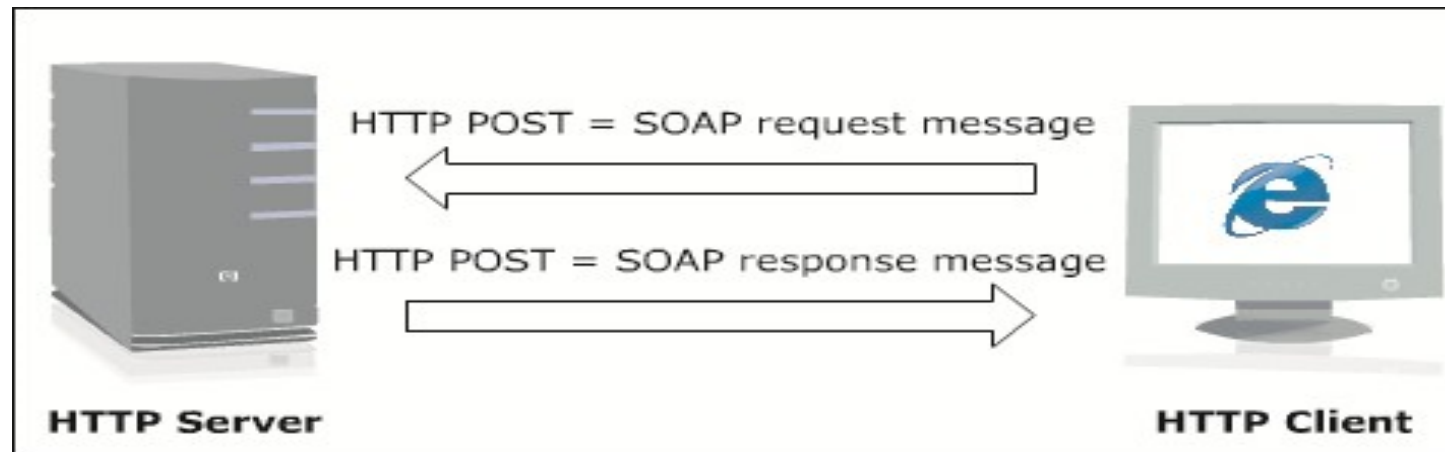 HTTP POST = SOAP request message
HTTP POST = SOAP response message
HTTP Server
HTTP Client